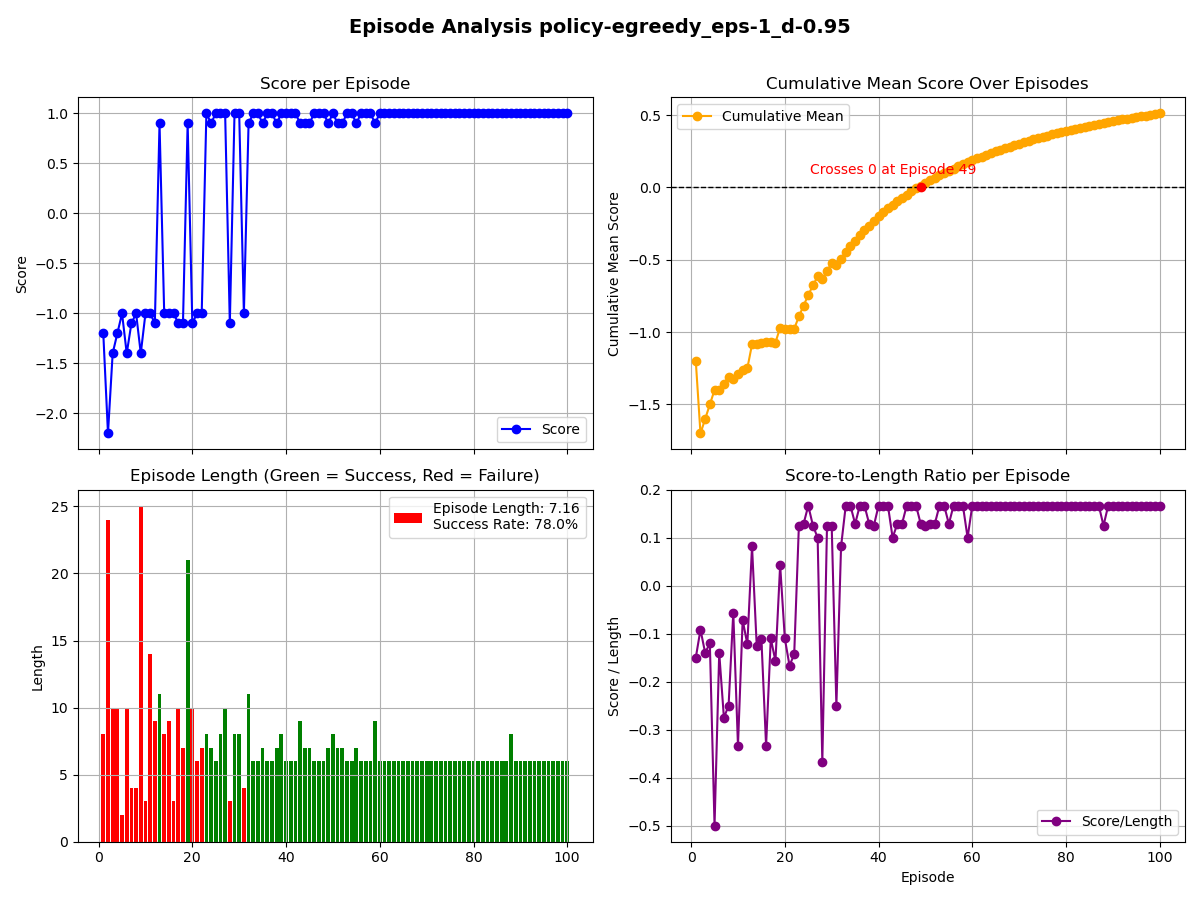 Episode Analysis policy-egreedy_eps-1_d-0.95
Score per Episode
1.0
0.5
0.0
−0.5
−1.0
−1.5
−2.0
Score
Score
Cumulative Mean Score Over Episodes
0.5
0.0
−0.5
−1.0
−1.5
Cumulative Mean Score
Cumulative Mean
Crosses 0 at Episode 49
Episode Length (Green = Success, Red = Failure)
25
20
15
10
5
0
Length
Episode Length: 7.16
Success Rate: 78.0%
0 20 40 60 80 100
Score-to-Length Ratio per Episode
0.2
0.1
0.0
−0.1
−0.2
−0.3
−0.4
−0.5
Score / Length
Score/Length
0 20 40 60 80 100
Episode